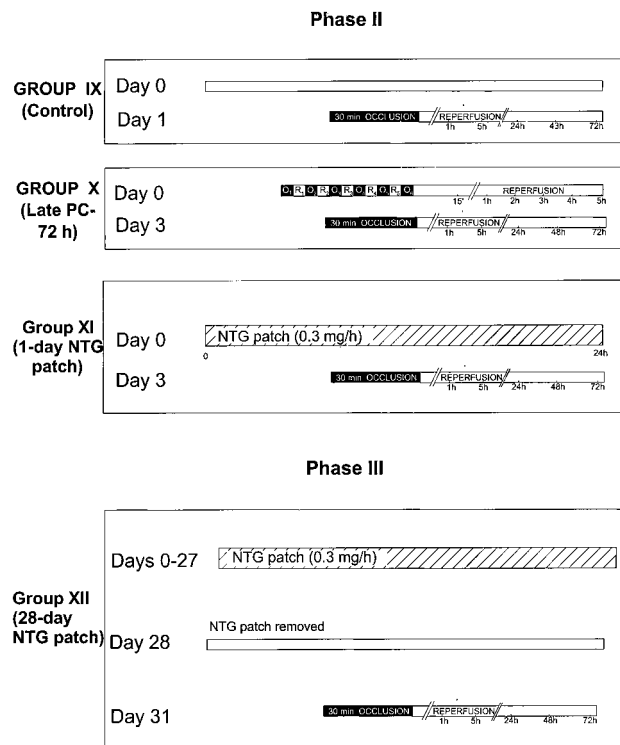 Phase II
GROUP IX
(Control)
Day 0
Day 1
30 min OCCLUSION
REPERFUSION
1h 5h 24h 43h 72h
GROUP X
(Late PC-
72 h)
Day 0
O1 R1 O R O R3 O R4 O R O
15' 1h 2h 3h 4h 5h
REPERFUSION
Day 3
30 min OCCLUSION
REPERFUSION
1h 5h 24h 48h 72h
Group XI
(1-day NTG
patch)
Day 0
NTG patch (0.3 mg/h)
0 24h
Day 3
30 min OCCLUSION
REPERFUSION
1h 5h 24h 48h 72h
Phase III
Group XII
(28-day
NTG patch)
Days 0-27
NTG patch (0.3 mg/h)
NTG patch removed
Day 28
Day 31
30 min OCCLUSION
REPERFUSION
1h 5h 24h 48h 72h